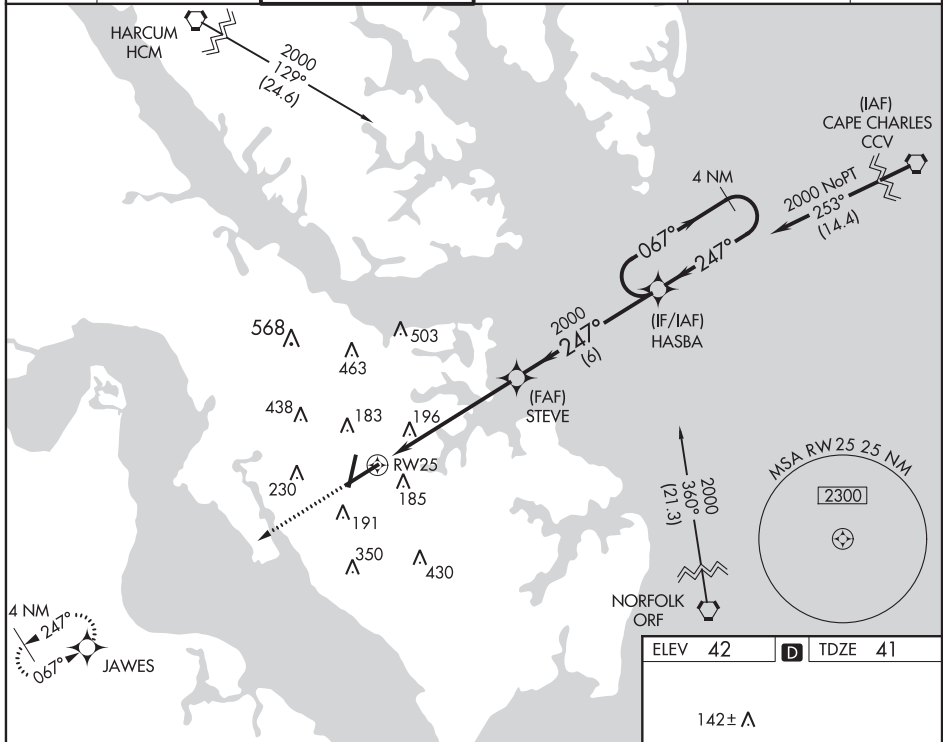 HARCUM
HCM
2000
129°
(24.6)
(IAF)
CAPE CHARLES
CCV
2000 NoPT
253°
(14.4)
4 NM
067°
247°
(IF/IAF)
HASBA
2000
247°
(6)
(FAF)
STEVE
568
503
463
438
183
196
RW25
230
185
191
350
430
2000
360°
(21.3)
NORFOLK
ORF
MSA RW 25 25 NM
2300
4 NM
247°
067°
JAWES
ELEV 42 D TDZE 41
142±